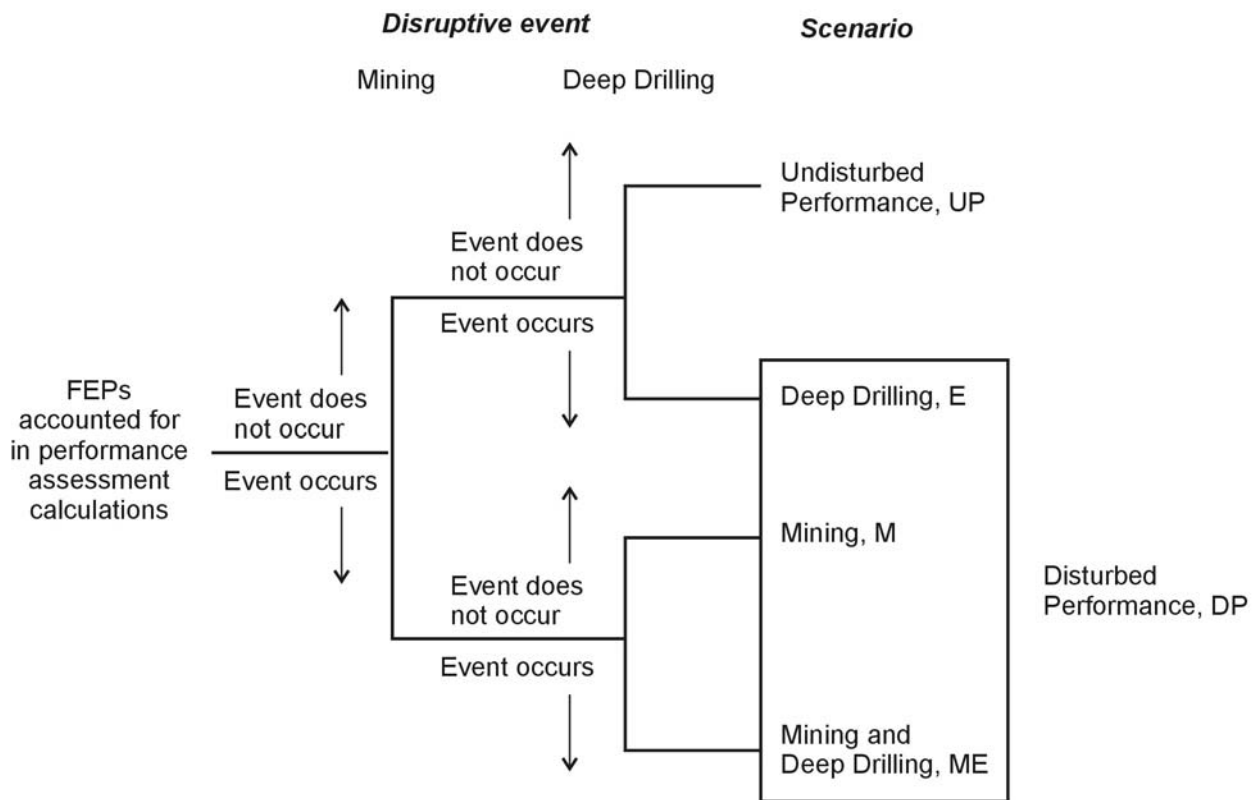 Disruptive event
Scenario
Mining
Deep Drilling
Undisturbed
Performance, UP
Event does
not occur
Event occurs
FEPs
accounted for
in performance
assessment
calculations
Event does
not occur
Event occurs
Deep Drilling, E
Mining, M
Event does
not occur
Event occurs
Disturbed
Performance, DP
Mining and
Deep Drilling, ME